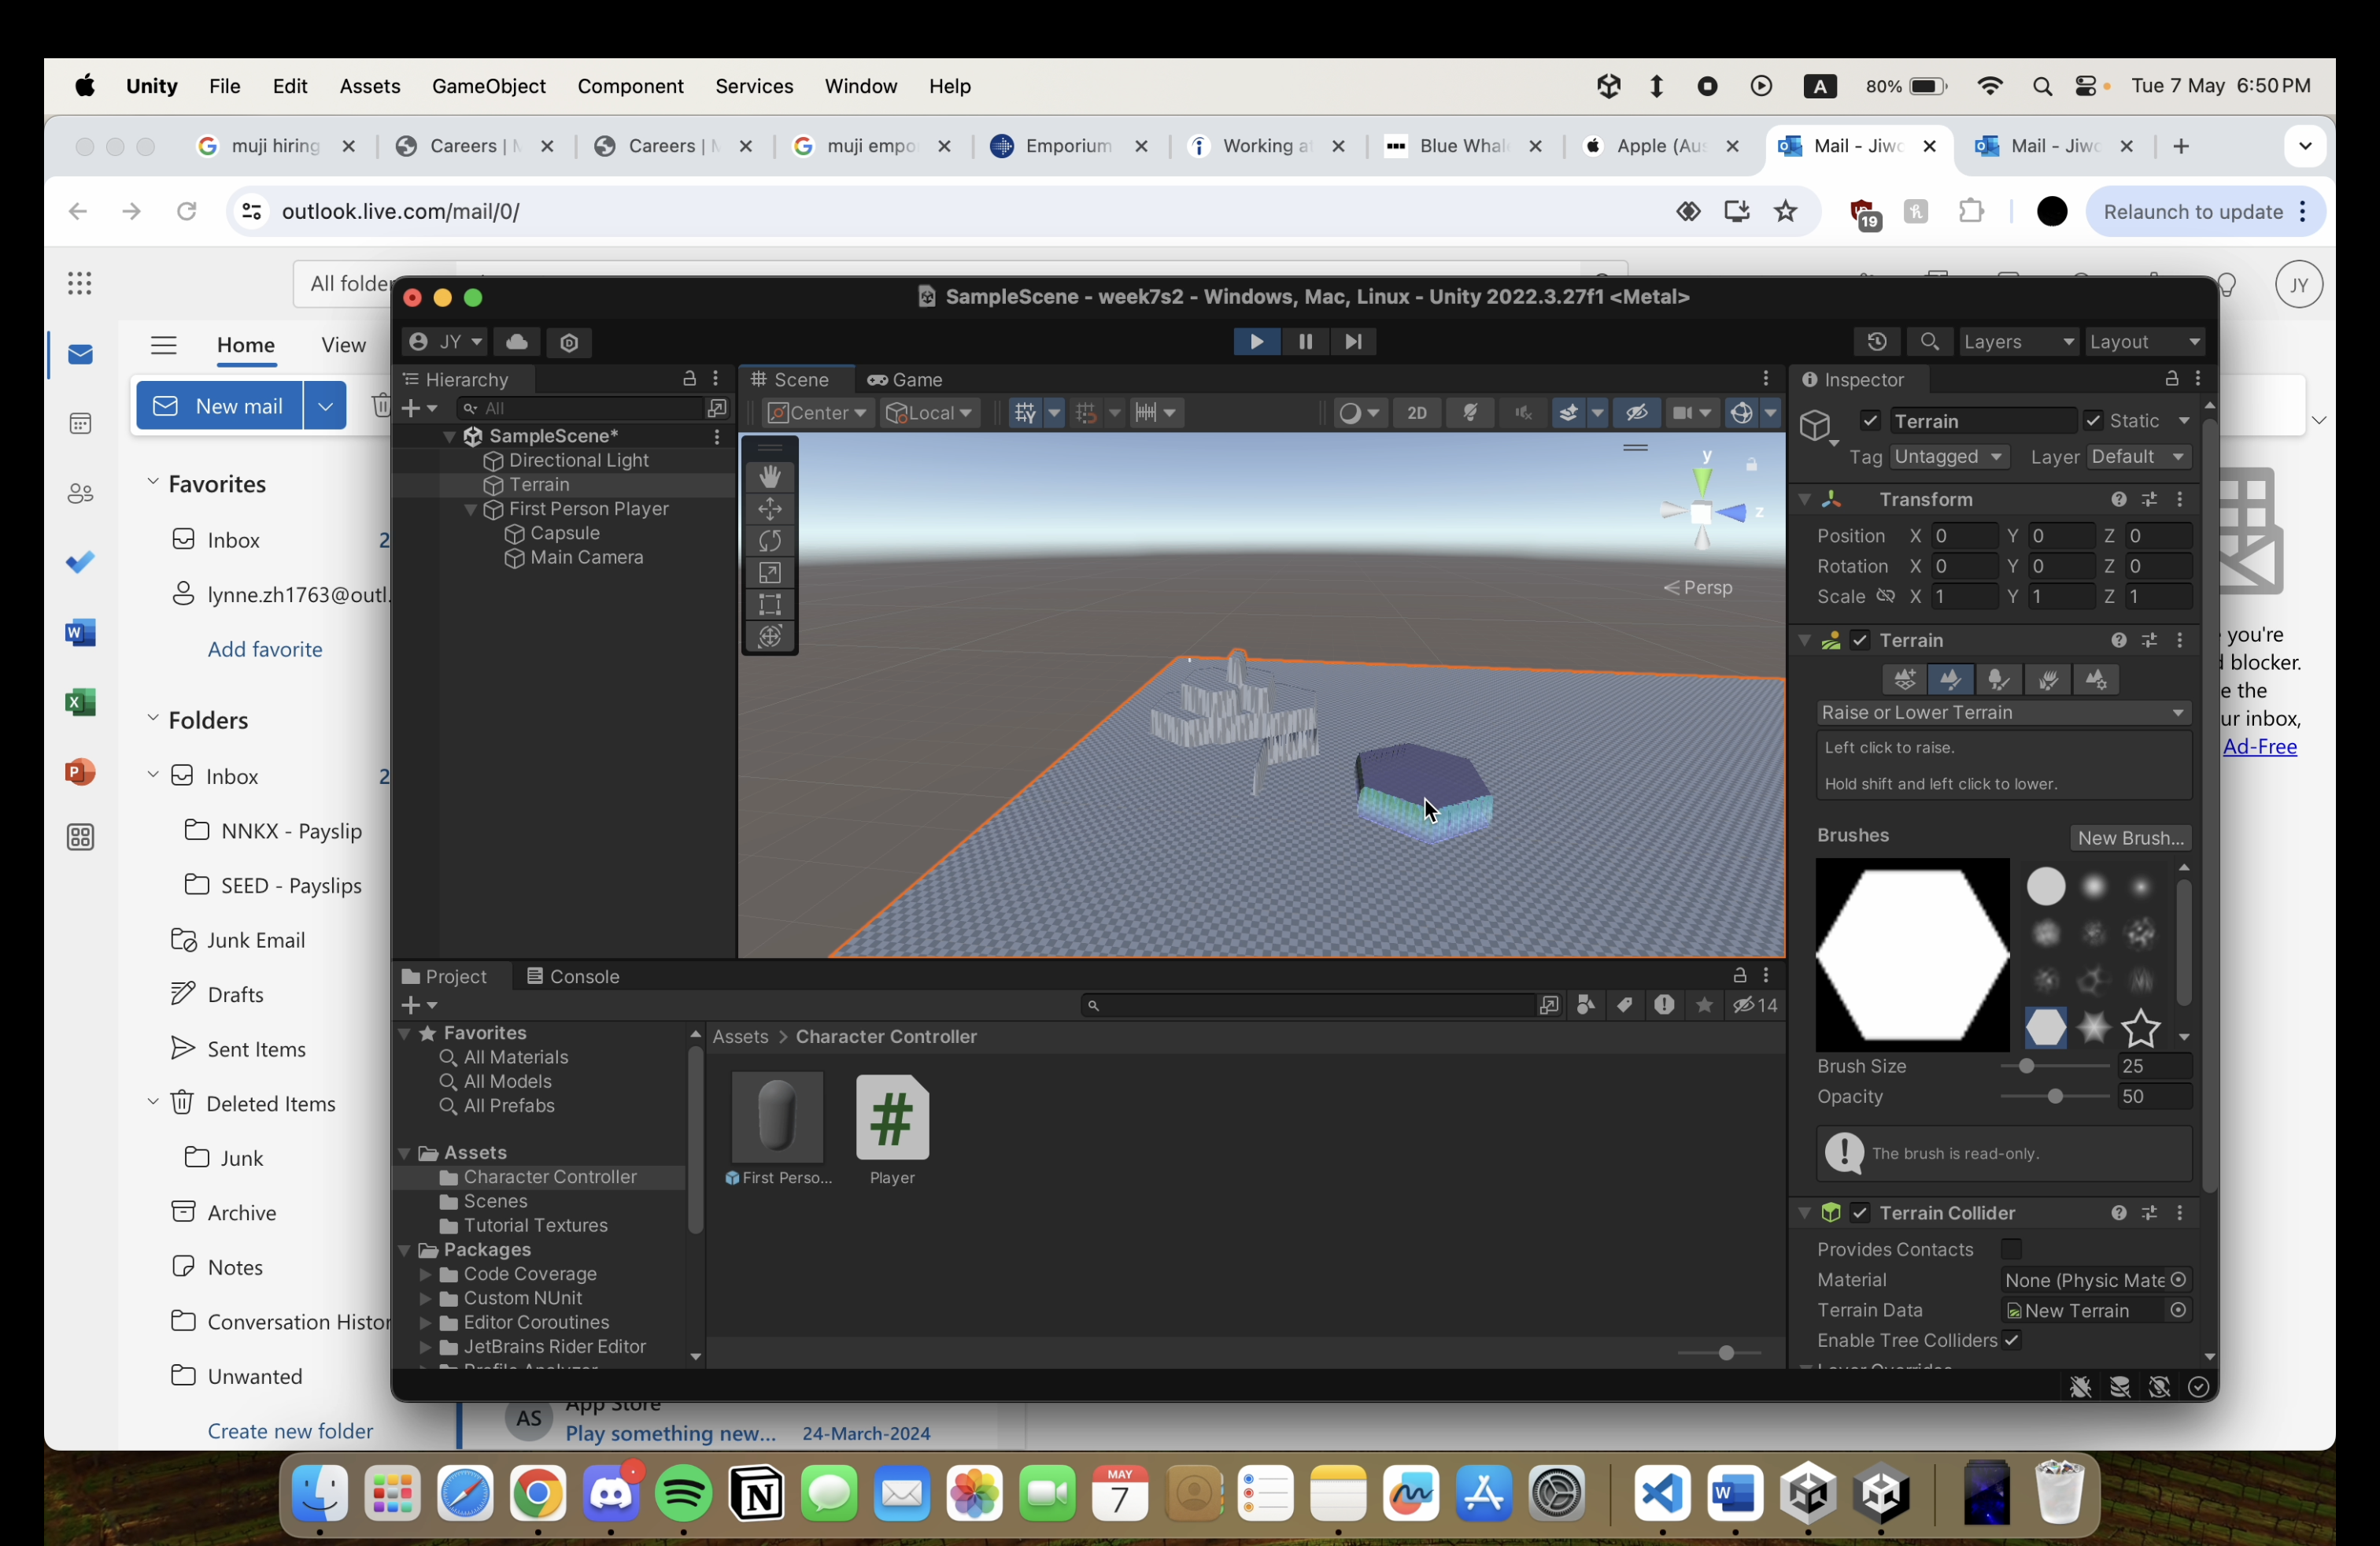 Unity File Edit Assets GameObject Component Services Window Help
A 80% Tue 7 May 6:50 PM
muji hiring Careers | Careers | muji empo Emporium Working Blue Whal Apple (Aus Mail - Jiwo Mail - Jiwo
outlook.live.com/mail/0/
19
Relaunch to update
All folder
JY
SampleScene - week7s2 - Windows, Mac, Linux - Unity 2022.3.27f1 <Metal>
JY
Layers Layout
Home View
New mail
Hierarchy
All
SampleScene*
Directional Light
Terrain
First Person Player
Capsule
Main Camera
Scene Game
Center Local 2D
y
z
Persp
Inspector
Terrain Static
Tag Untagged Layer Default
Transform
Position X 0 Y 0 Z 0
Rotation X 0 Y 0 Z 0
Scale X 1 Y 1 Z 1
Terrain
Raise or Lower Terrain
Left click to raise.
Hold shift and left click to lower.
Brushes New Brush...
Brush Size 25
Opacity 50
The brush is read-only.
Terrain Collider
Provides Contacts
Material None (Physic Mate
Terrain Data New Terrain
Enable Tree Colliders
Layer Overrides
you're
blocker.
e the
ur inbox,
Ad-Free
Favorites
Inbox 2
lynne.zh1763@outl.
Add favorite
Folders
Inbox 2
NNKX - Payslip
SEED - Payslips
Junk Email
Drafts
Sent Items
Deleted Items
Junk
Archive
Notes
Conversation Histor
Unwanted
Create new folder
Project Console
14
Favorites
All Materials
All Models
All Prefabs
Assets
Character Controller
Scenes
Tutorial Textures
Packages
Code Coverage
Custom NUnit
Editor Coroutines
JetBrains Rider Editor
Profile Analyzer
Assets > Character Controller
#
First Perso... Player
AS
App Store
Play something new... 24-March-2024
MAY
7
W